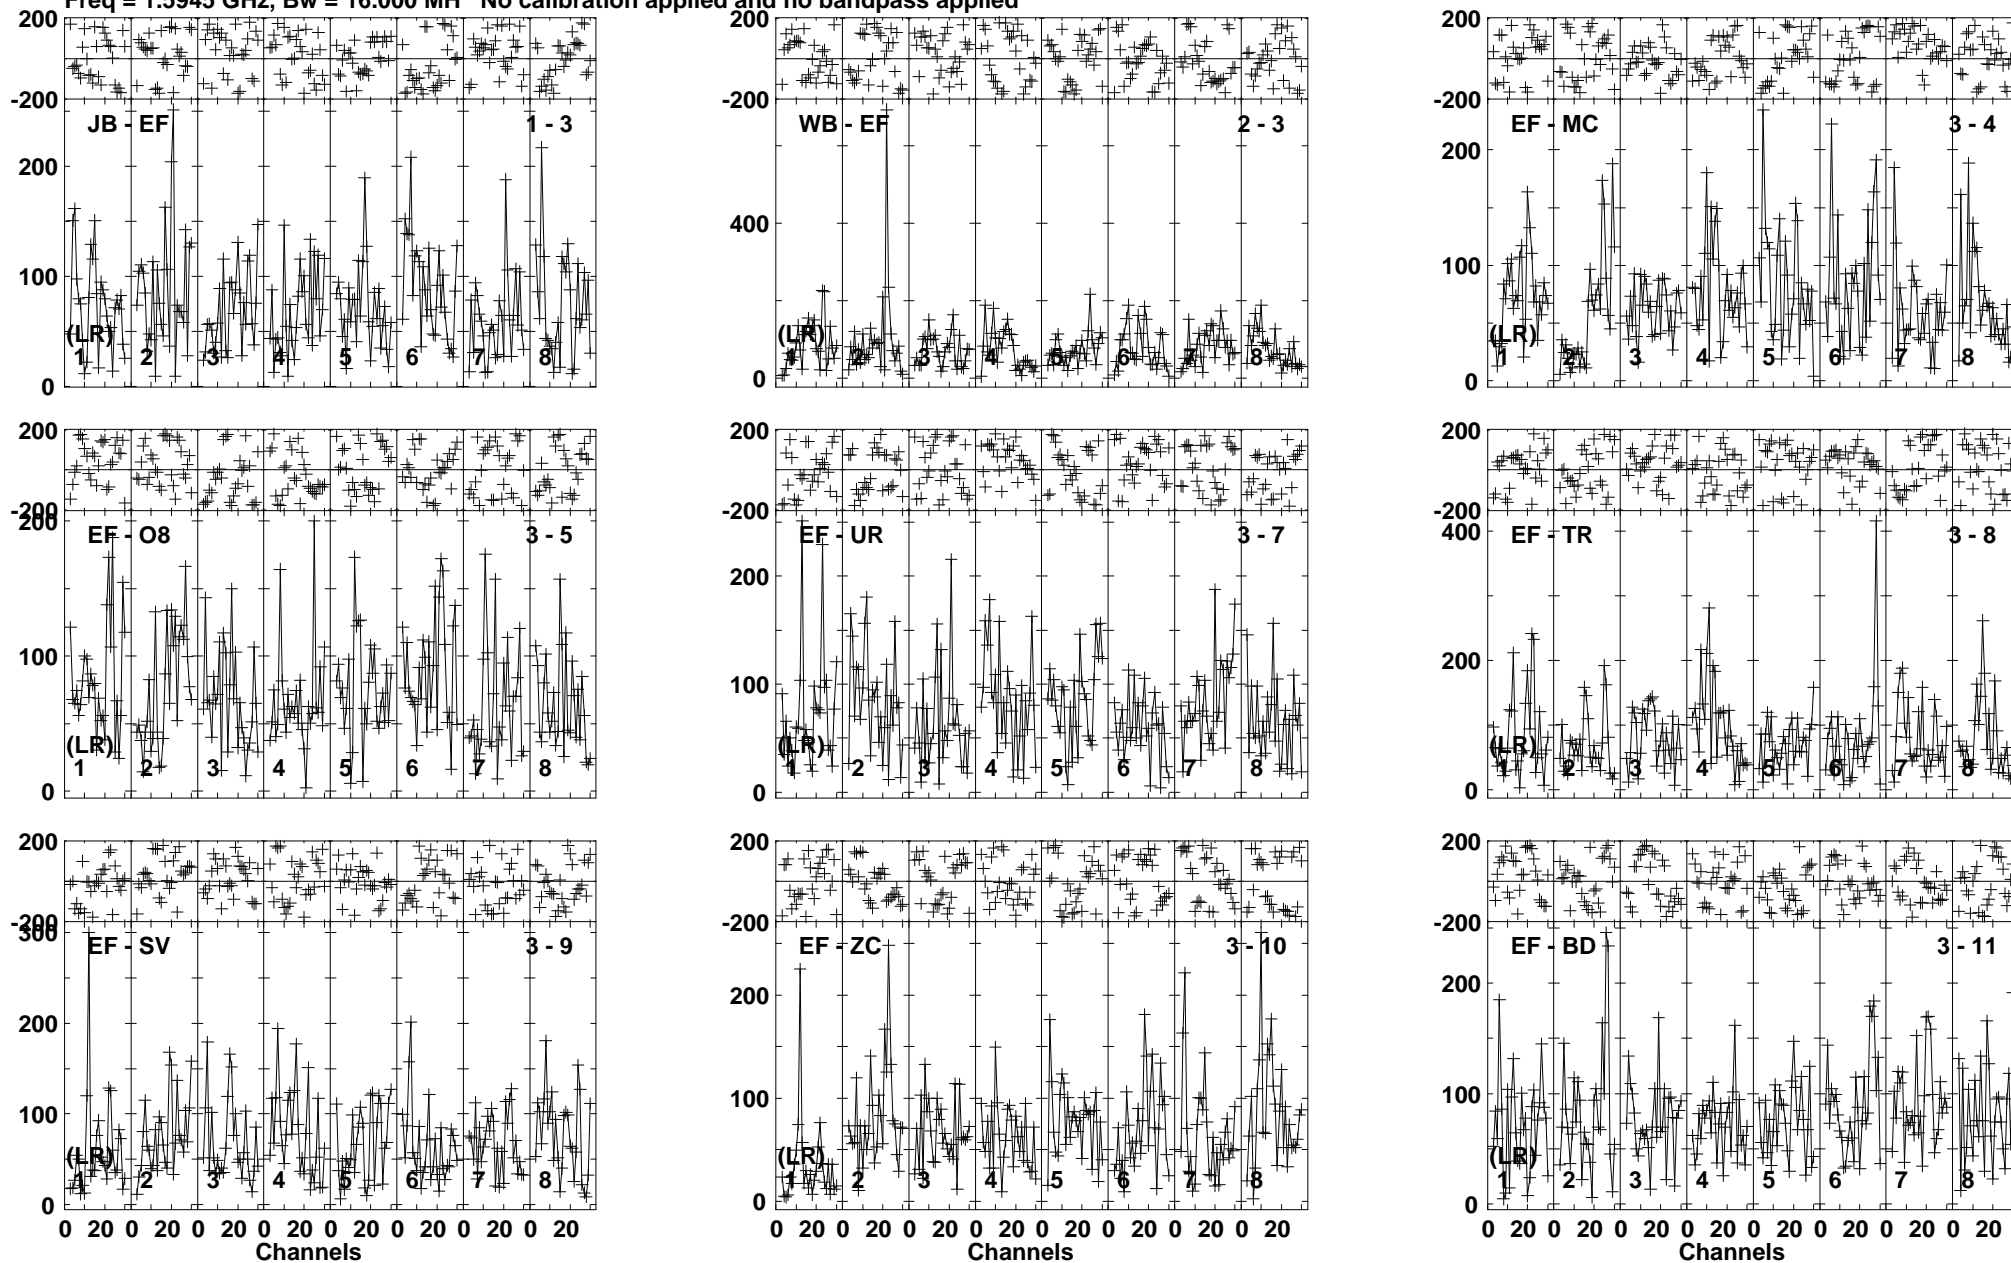 Freq = 1.5945 GHz, Bw = 16.000 MH No calibration applied and no bandpass applied
200 200 200
-200 -200 -200
JB - EF 1 - 3 WB - EF 2 - 3 EF - MC 3 - 4
200 400 200
100 200 100
(LR) (LR) (LR)
1 2 3 4 5 6 7 8 1 2 3 4 5 6 7 8 1 2 3 4 5 6 7 8
0 0 0
200 200 200
-200 -200 -200
200 400
EF - O8 3 - 5 EF - UR 3 - 7 EF - TR 3 - 8
200
100 100 200
(LR) (LR) (LR)
1 2 3 4 5 6 7 8 1 2 3 4 5 6 7 8 1 2 3 4 5 6 7 8
0 0 0
200 200 200
-200 -200 -200
300
EF - SV 3 - 9 EF - ZC 3 - 10 EF - BD 3 - 11
200 200 200
100 100 100
(LR) (LR) (LR)
1 2 3 4 5 6 7 8 1 2 3 4 5 6 7 8 1 2 3 4 5 6 7 8
0 0 0
0 20 0 20 0 20 0 20 0 20 0 20 0 20 0 20 0 20 0 20 0 20 0 20 0 20 0 20 0 20 0 20 0 20 0 20 0 20 0 20 0 20 0 20 0 20 0 20
Channels Channels Channels